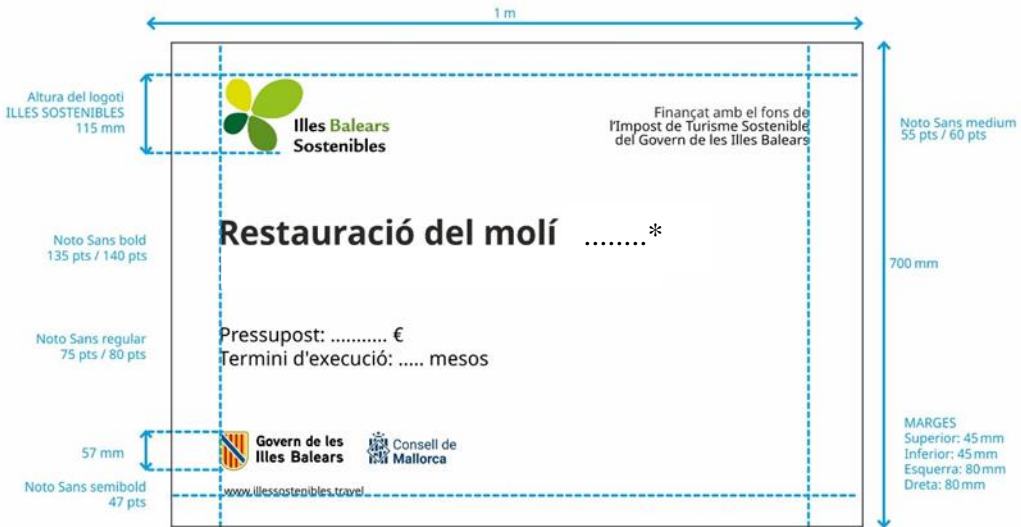 1 m
Altura del logoti
ILLES SOSTENIBLES
115 mm
Illes Balears
Sostenibles
Finançat amb el fons de
l'Impost de Turisme Sostenible
del Govern de les Illes Balears
Noto Sans medium
55 pts / 60 pts
Noto Sans bold
135 pts / 140 pts
Restauració del molí ........*
700 mm
Noto Sans regular
75 pts / 80 pts
Pressupost: ........... €
Termini d'execució: ..... mesos
57 mm
Govern de les
Illes Balears
Consell de
Mallorca
MARGES
Superior: 45 mm
Inferior: 45 mm
Esquerra: 80 mm
Dreta: 80 mm
Noto Sans semibold
47 pts
www.illessostenibles.travel